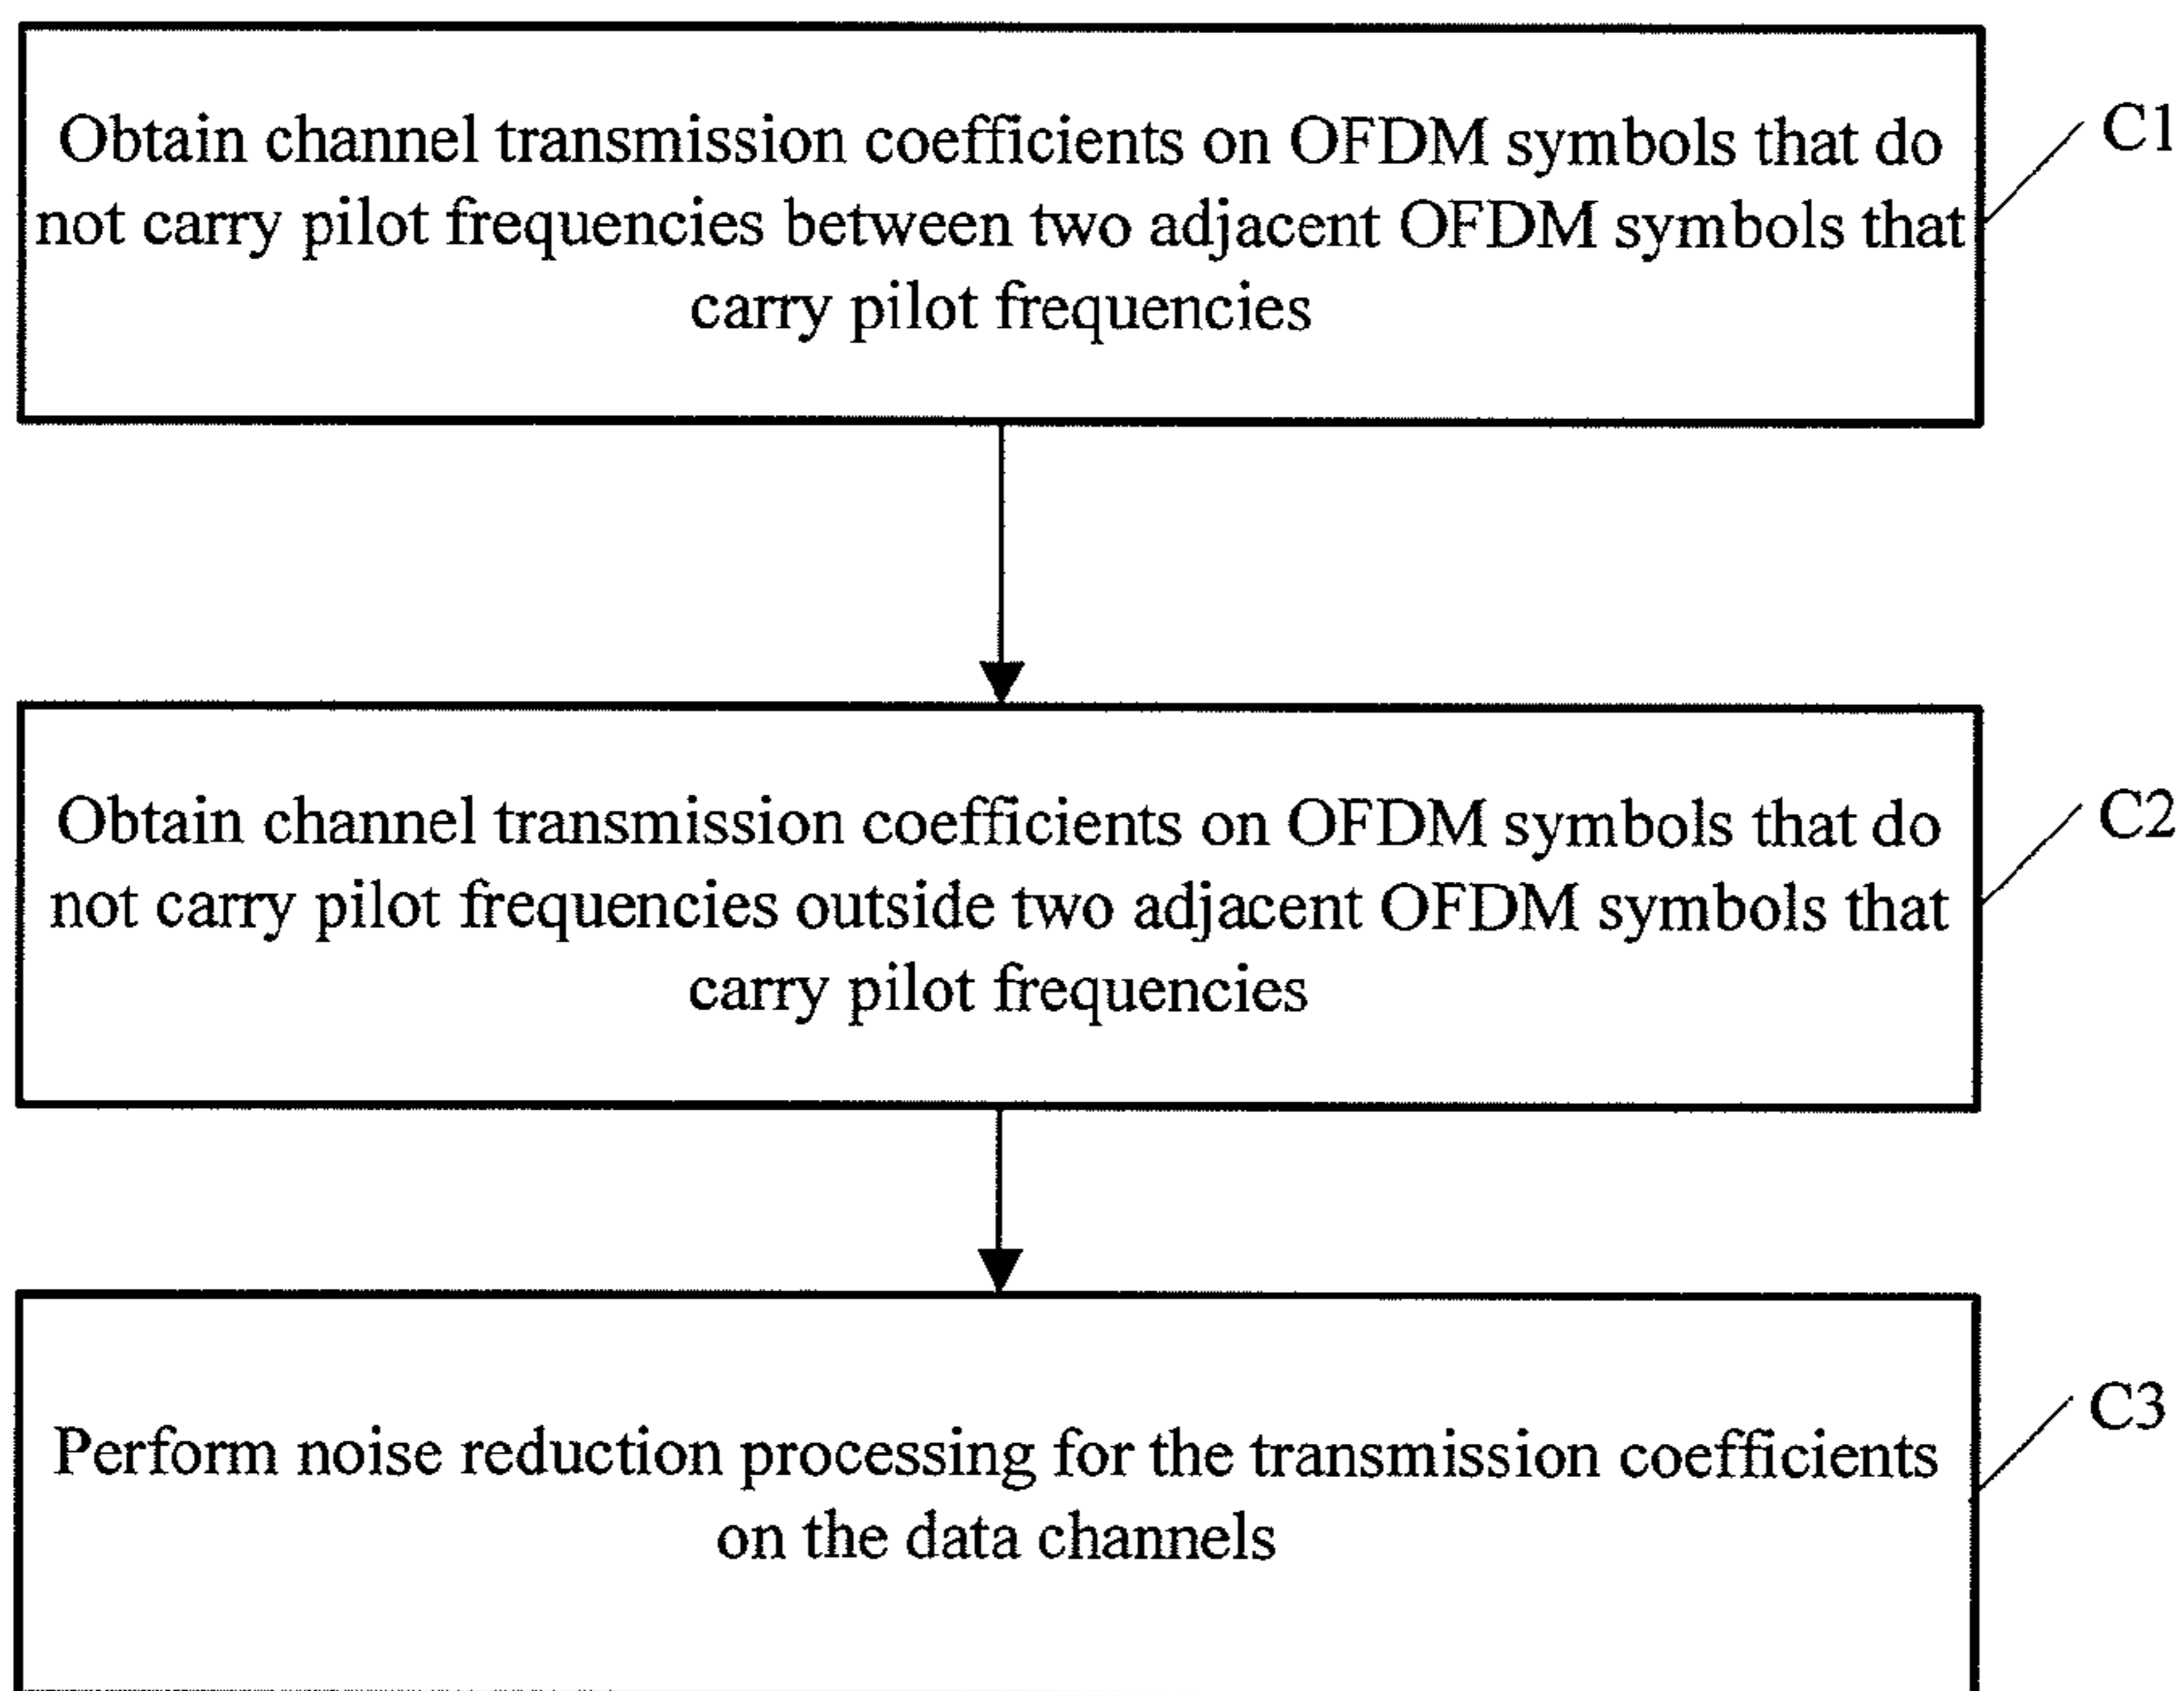 Obtain channel transmission coefficients on OFDM symbols that do
not carry pilot frequencies between two adjacent OFDM symbols that
carry pilot frequencies
C1
Obtain channel transmission coefficients on OFDM symbols that do
not carry pilot frequencies outside two adjacent OFDM symbols that
carry pilot frequencies
C2
Perform noise reduction processing for the transmission coefficients
on the data channels
C3